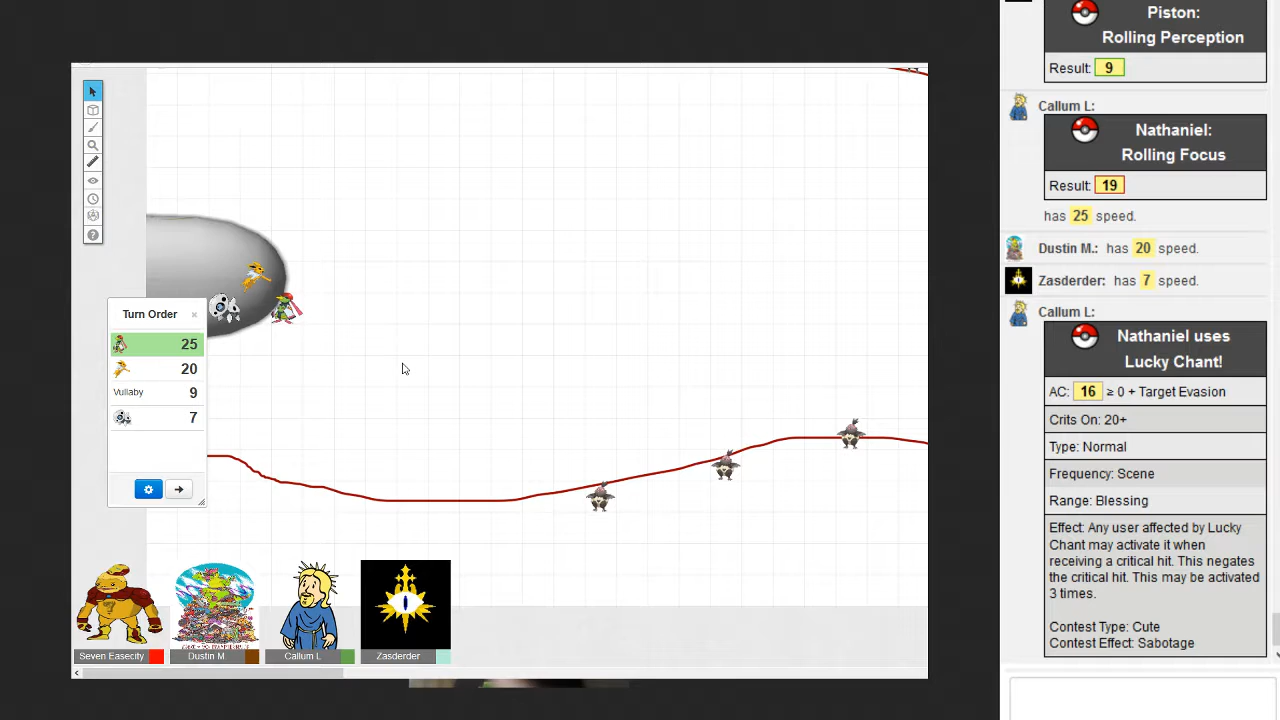 Turn Order ×
25
20
Vullaby 9
7
Seven Easecity
Dustin M
Callum L
Zasderder
Piston:
Rolling Perception
Result: 9
Callum L:
Nathaniel:
Rolling Focus
Result: 19
has 25 speed.
Dustin M.: has 20 speed.
Zasderder: has 7 speed.
Callum L:
Nathaniel uses
Lucky Chant!
AC: 16 ≥ 0 + Target Evasion
Crits On: 20+
Type: Normal
Frequency: Scene
Range: Blessing
Effect: Any user affected by Lucky
Chant may activate it when
receiving a critical hit. This negates
the critical hit. This may be activated
3 times.
Contest Type: Cute
Contest Effect: Sabotage